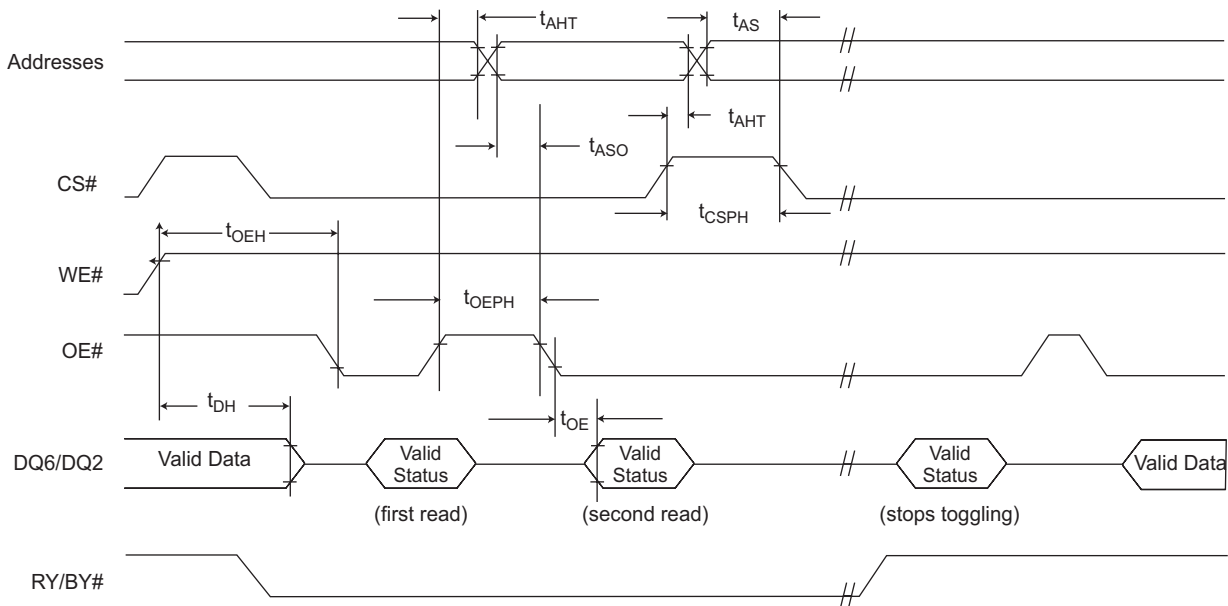 tAHT
tAS
Addresses
tAHT
tASO
CS#
tCSPH
tOEH
WE#
tOEPH
OE#
tDH
tOE
DQ6/DQ2
Valid Data
Valid
Status
Valid
Status
Valid
Status
Valid Data
(first read)
(second read)
(stops toggling)
RY/BY#